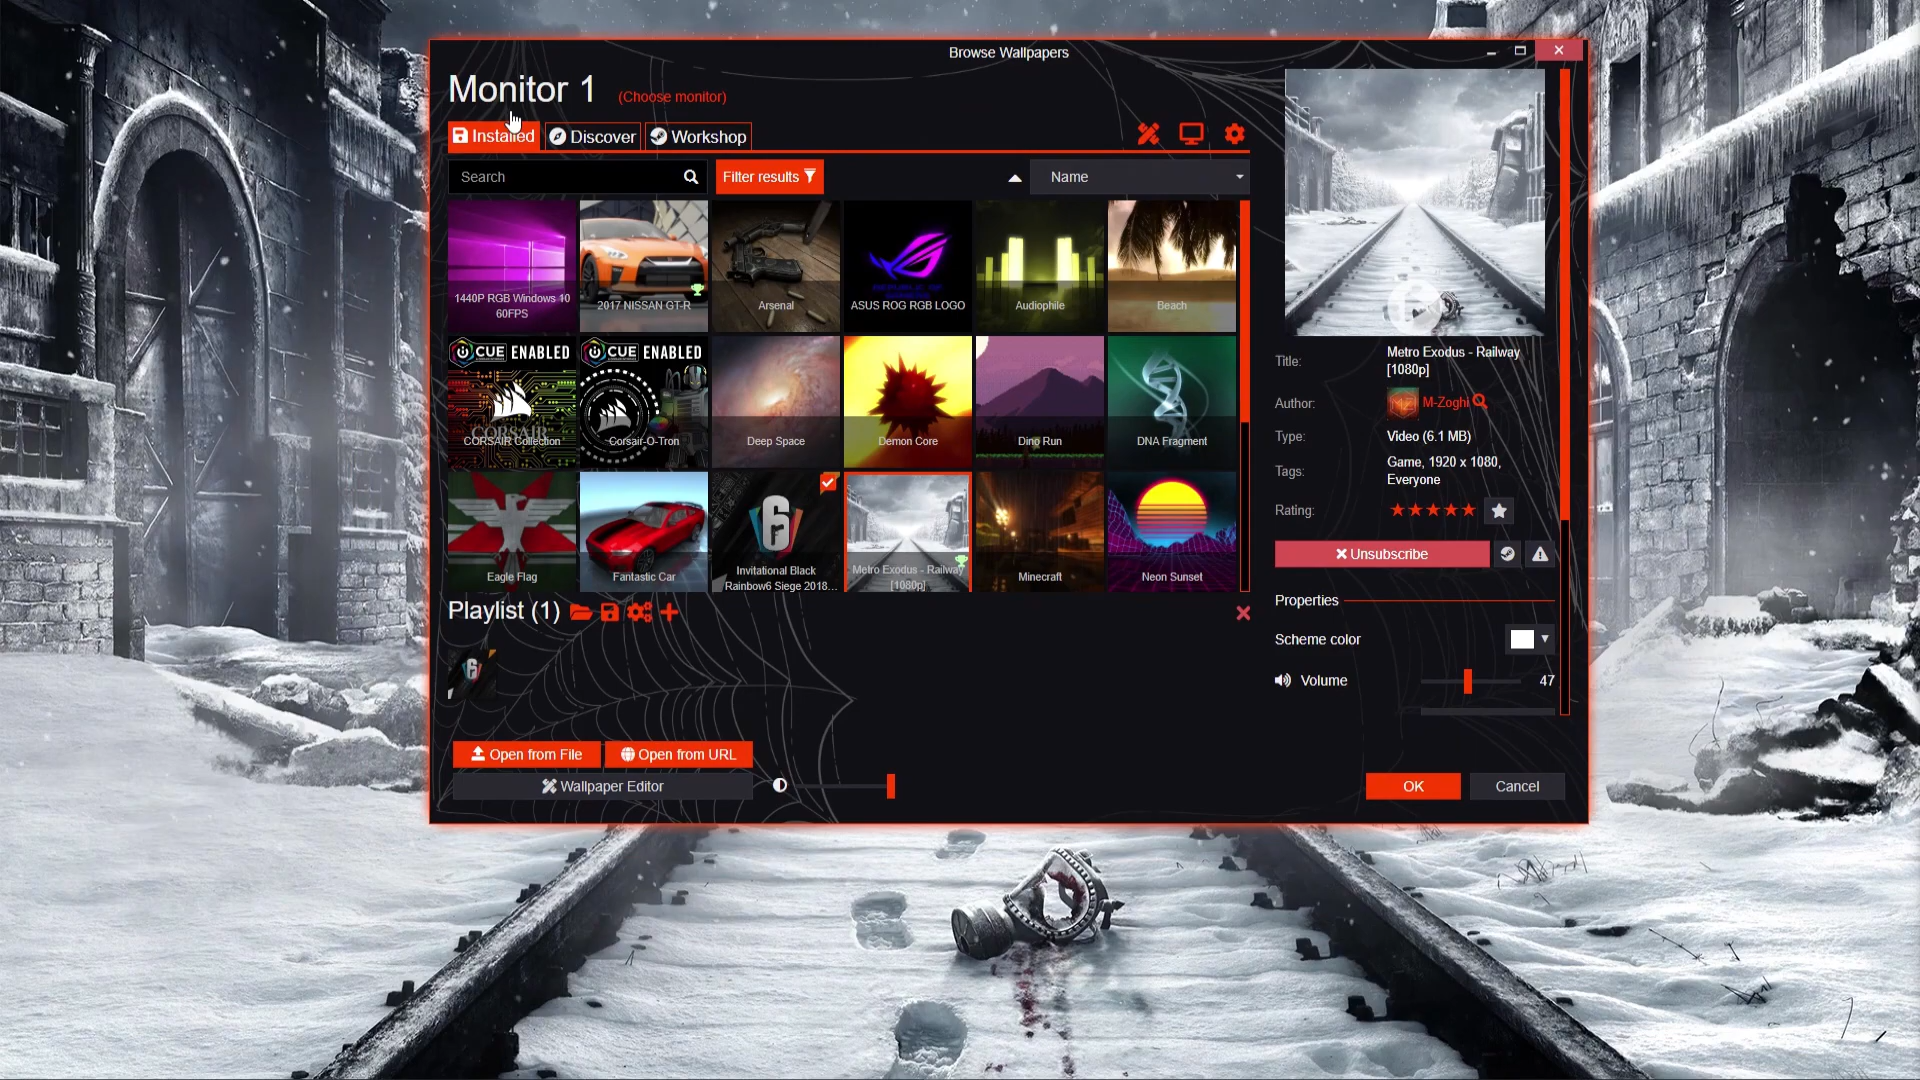 Browse Wallpapers
Monitor 1 (Choose monitor)
Installed Discover Workshop
Search Filter results Name
1440P RGB Windows 10
60FPS
2017 NISSAN GT-R
Arsenal
ASUS ROG RGB LOGO
Audiophile
Beach
CUE ENABLED
CORSAIR
CORSAIR Collection
CUE ENABLED
Corsair-O-Tron
Deep Space
Demon Core
Dino Run
DNA Fragment
Eagle Flag
Fantastic Car
6
Invitational Black
Rainbow6 Siege 2018...
Metro Exodus - Railway
[1080p]
Minecraft
Neon Sunset
Playlist (1)
6
Open from File Open from URL
Wallpaper Editor
Title: Metro Exodus - Railway
[1080p]
Author: M-Zoghi
Type: Video (6.1 MB)
Tags: Game, 1920 x 1080,
Everyone
Rating:
Unsubscribe
Properties
Scheme color
Volume 47
OK Cancel